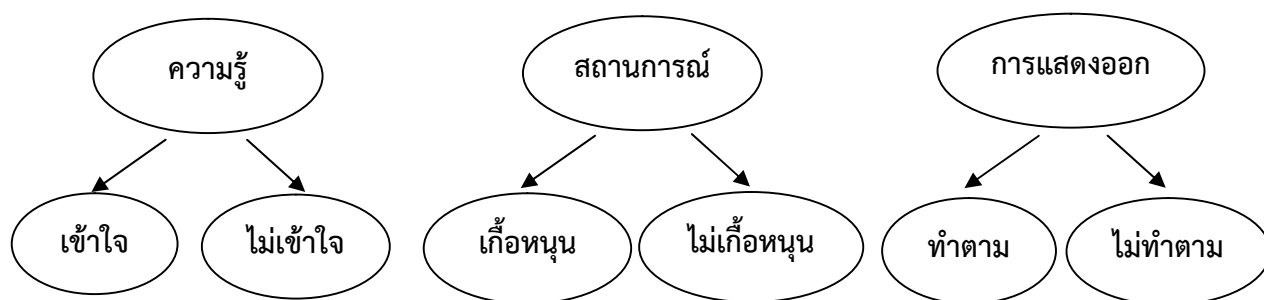 ความรู้
สถานการณ์
การแสดงออก
เข้าใจ
ไม่เข้าใจ
เกื้อหนุน
ไม่เกื้อหนุน
ทำตาม
ไม่ทำตาม